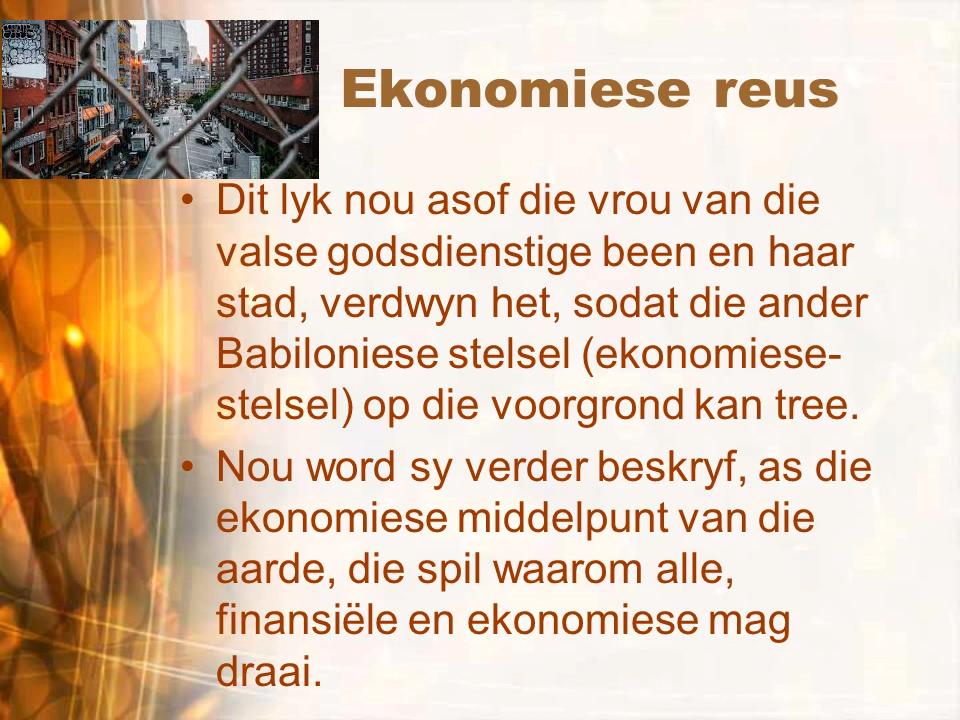 Ekonomiese reus
• Dit lyk nou asof die vrou van die
valse godsdienstige been en haar
stad, verdwyn het, sodat die ander
Babiloniese stelsel (ekonomiese-
stelsel) op die voorgrond kan tree.
• Nou word sy verder beskryf, as die
ekonomiese middelpunt van die
aarde, die spil waarom alle,
finansiële en ekonomiese mag
draai.